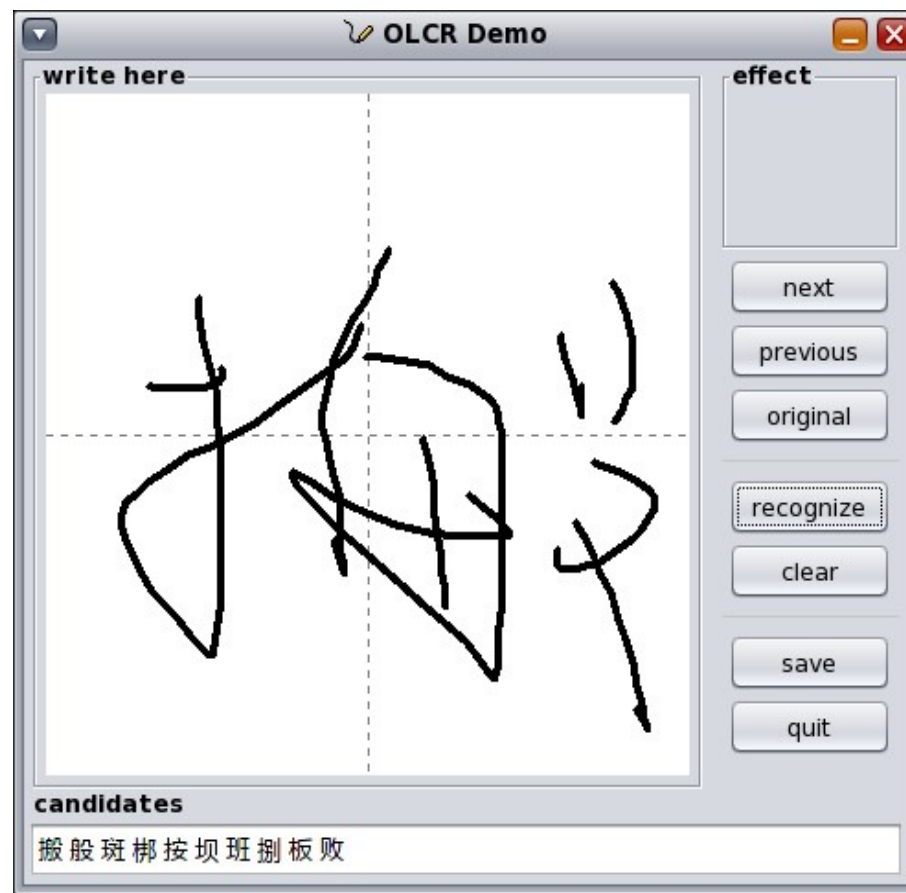 OLCR Demo
write here
effect
搬
next
previous
original
recognize
clear
save
quit
candidates
搬般斑梆按坝班捌板败